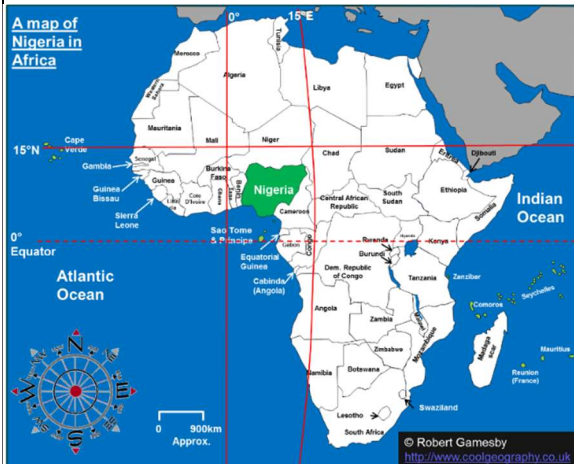 A map of
Nigeria in
Africa
0°
15°E
Morocco
Tunisia
Algeria
Libya
Egypt
Western
Sahara
Mauritania
Mali
Niger
Chad
Sudan
Eritrea
Djibouti
15°N
Cape
Verde
Senegal
Gambia
Guinea
Bissau
Guinea
Sierra
Leone
Cote
D'Ivoire
Burkina
Faso
Ghana
Togo
Benin
Nigeria
Cameroos
Central African
Republic
South
Sudan
Ethiopia
Somalia
Indian
Ocean
0°
Equator
Sao Tome
& Principe
Equatorial
Guinea
Gabon
Congo
Cabinda
(Angola)
Dem. Republic
of Congo
Rwanda
Burundi
Uganda
Kenya
Tanzania
Zanziber
Seychelles
Atlantic
Ocean
Angola
Zambia
Malawi
Mozambique
Comoros
Madaga
scar
Mauritius
Reunion
(France)
Zimbabwe
Namibia
Botswana
Swaziland
Lesotho
South Africa
N
E
S
W
0 900km
Approx.
© Robert Gamesby
http://www.coolgeography.co.uk